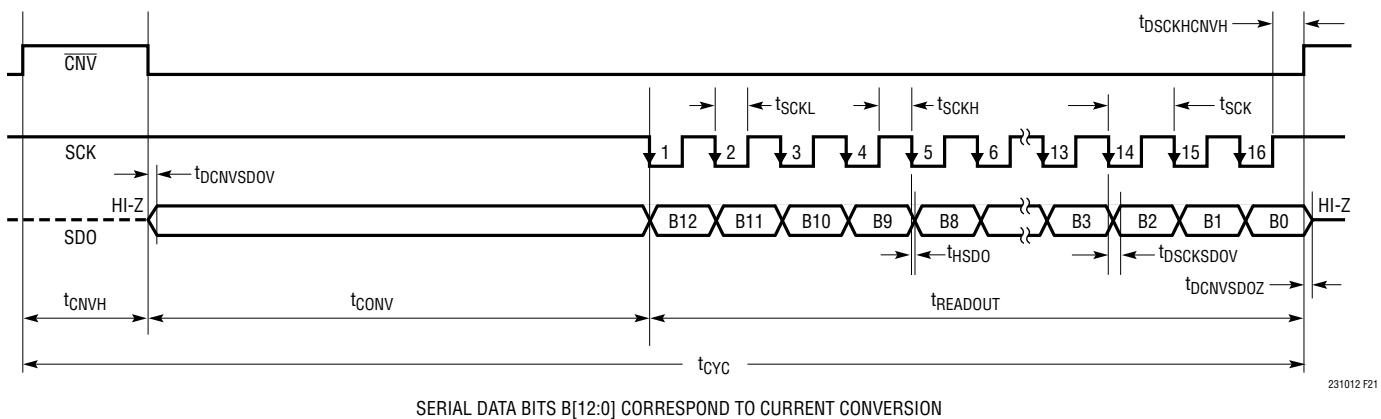 tDSCKHCNVH
CNV
tSCKL
tSCKH
tSCK
SCK
1
2
3
4
5
6
13
14
15
16
tDCNVSDOV
HI-Z
SDO
B12
B11
B10
B9
B8
B3
B2
B1
B0
HI-Z
tHSDO
tDSCKSDOV
tDCNVSDOZ
tCNVH
tCONV
tREADOUT
tCYC
231012 F21
SERIAL DATA BITS B[12:0] CORRESPOND TO CURRENT CONVERSION